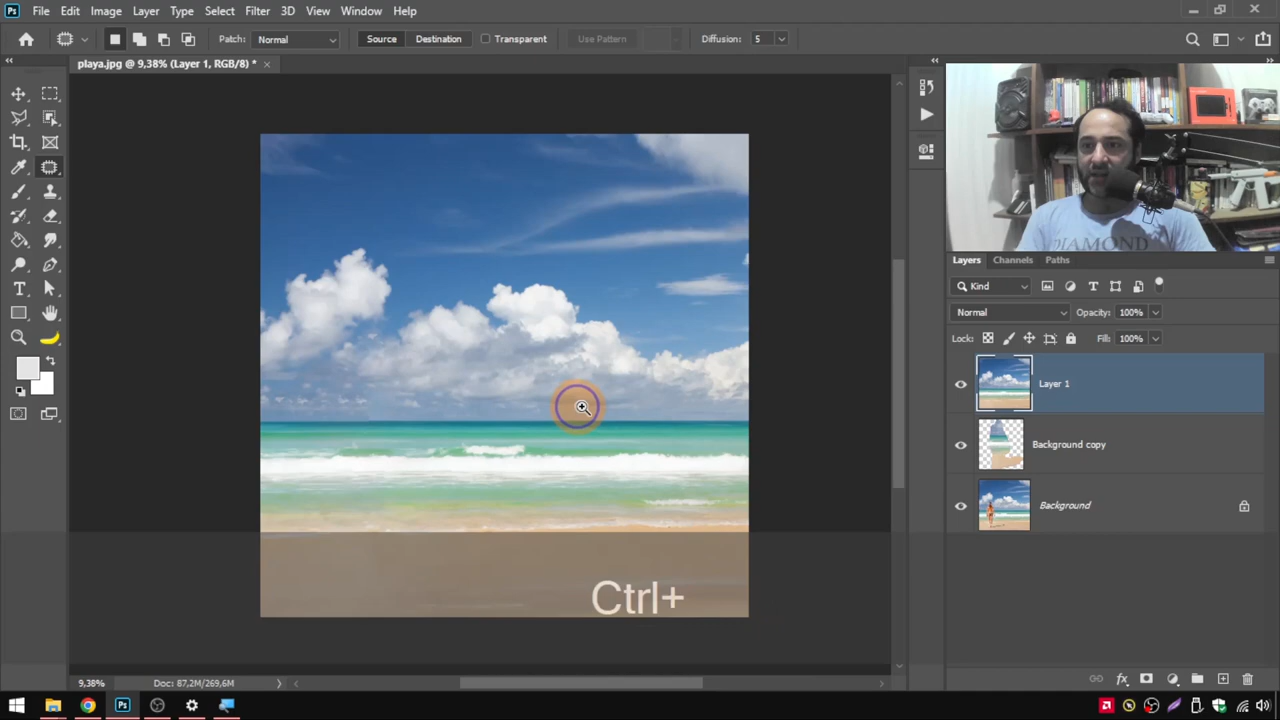 Ps File Edit Image Layer Type Select Filter 3D View Window Help
Patch: Normal Source Destination Transparent Use Pattern Diffusion: 5
playa.jpg @ 9,38% (Layer 1, RGB/8) *
DIAMOND
Layers Channels Paths
Kind
Normal Opacity: 100%
Lock: Fill: 100%
Layer 1
Background copy
Background
Ctrl+
9,38% Doc: 87,2M/269,6M
Ps